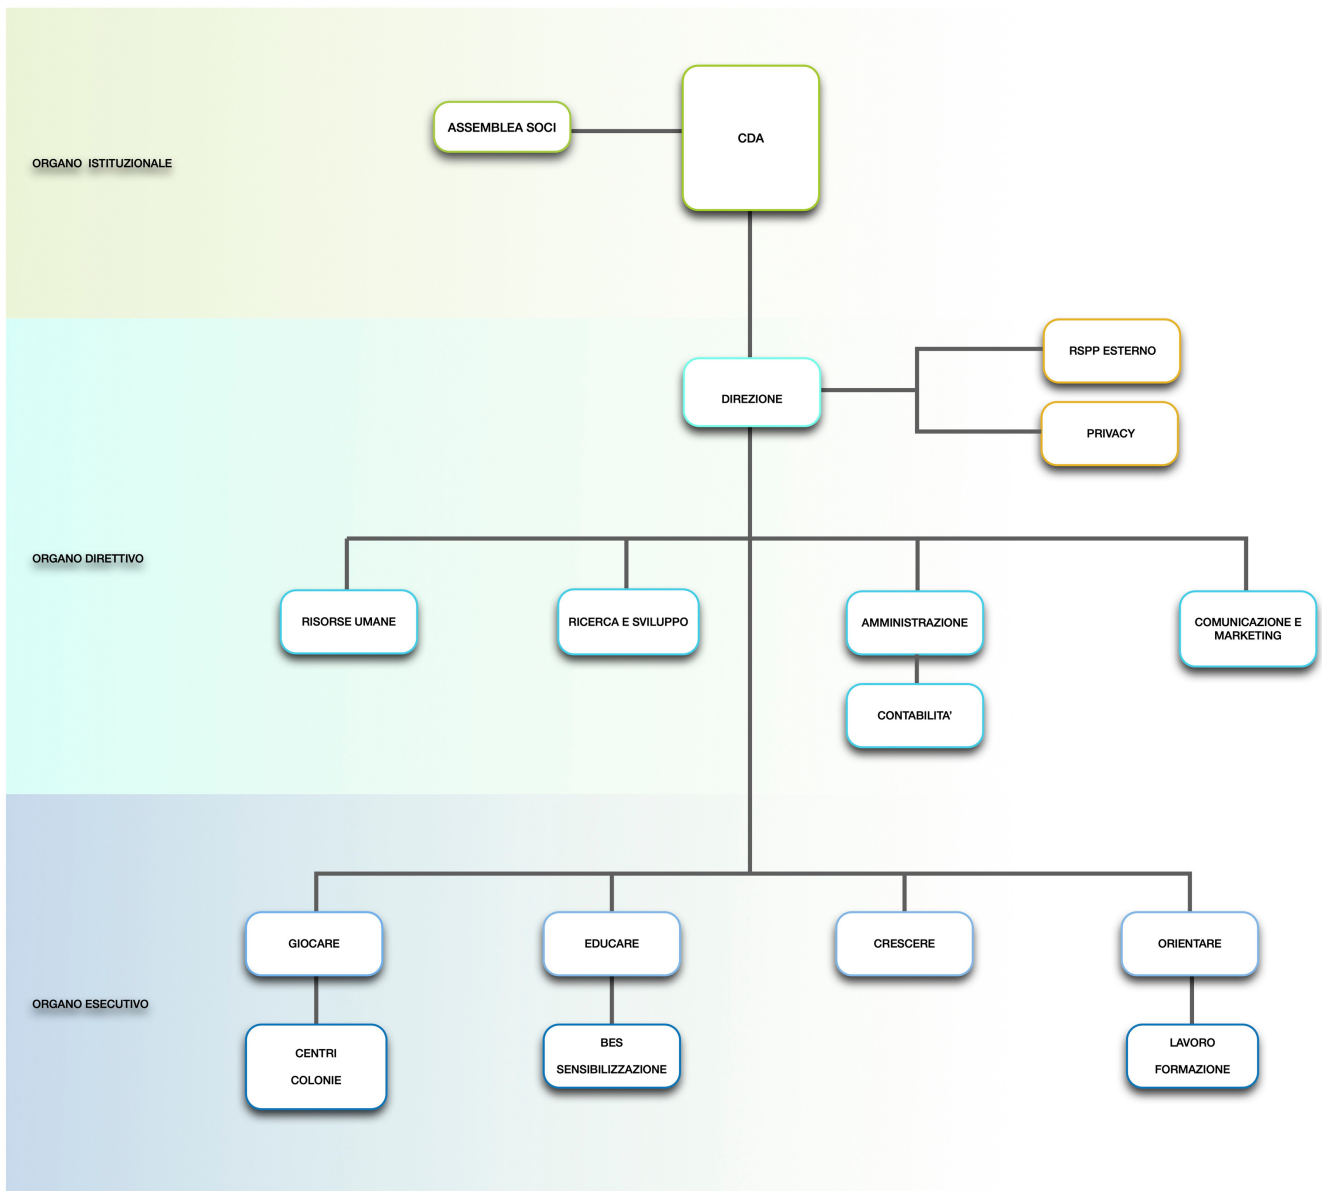 ASSEMBLEA SOCI
CDA
ORGANO ISTITUZIONALE
RSPP ESTERNO
DIREZIONE
PRIVACY
ORGANO DIRETTIVO
RISORSE UMANE
RICERCA E SVILUPPO
AMMINISTRAZIONE
COMUNICAZIONE E
MARKETING
CONTABILITA’
GIOCARE
EDUCARE
CRESCERE
ORIENTARE
ORGANO ESECUTIVO
CENTRI
COLONIE
BES
SENSIBILIZZAZIONE
LAVORO
FORMAZIONE